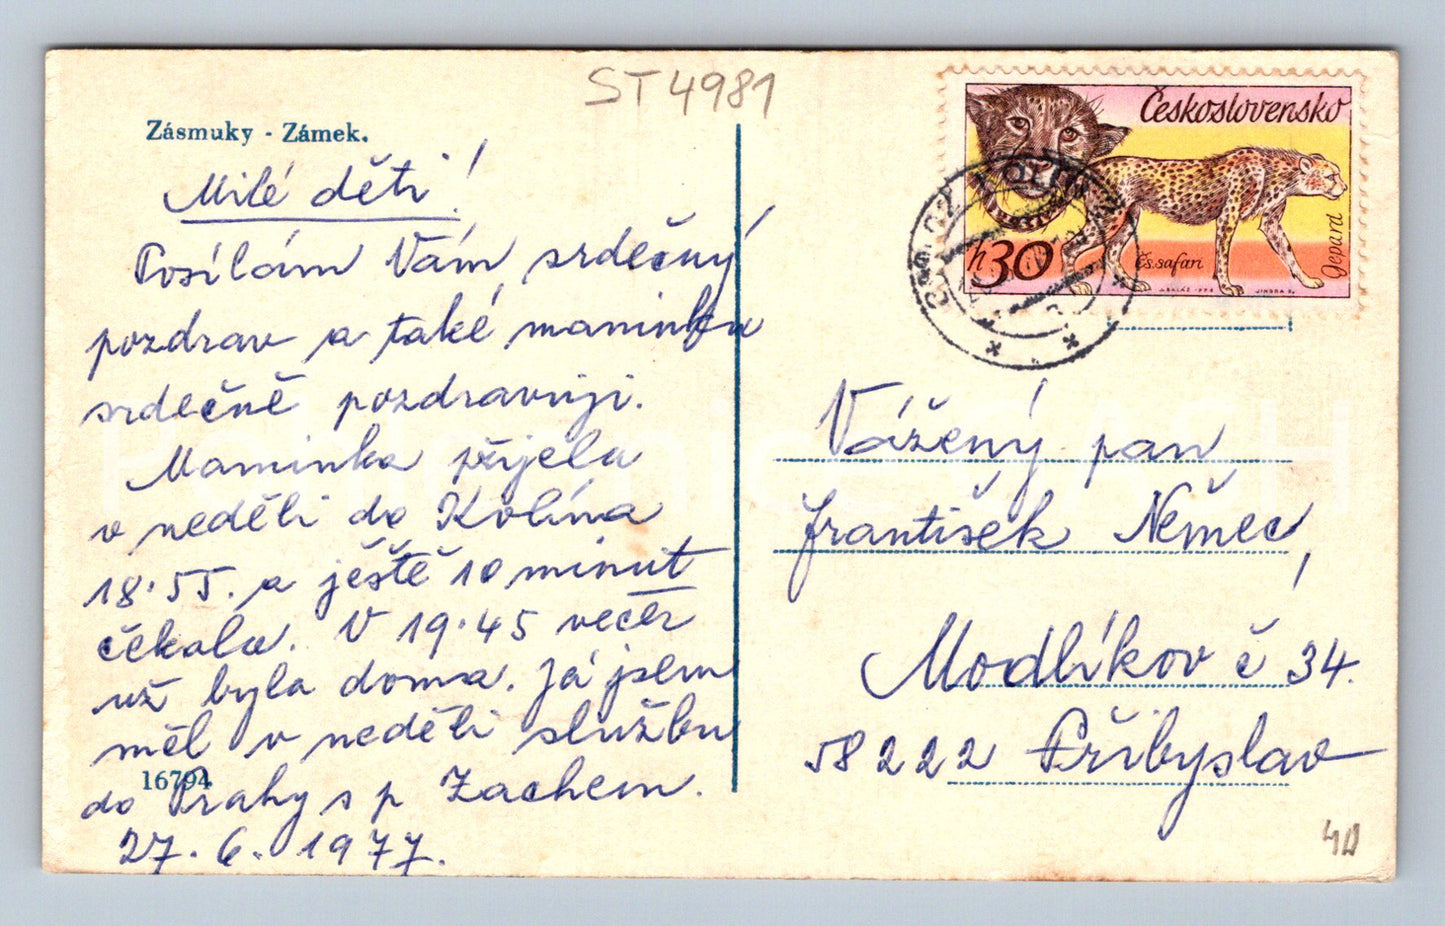 ST4981
Zásmuky - Zámek.
Milé děti!
Posílám Vám srdečný
pozdrav a také maminka
srdečně pozdravuji.
Maminka přijela
v neděli do Kolína
18.55. a ještě 10 minut
čekala. V 19.45 večer
už byla doma. Já jsem
měl v neděli službu
do Prahy s p Zachem.
16794
27.6.1977.
Československo
30
h
Čs.safari
Gepard
Vážený pan
František Němec,
Modlíkov č 34.
58222 Přibyslav
40